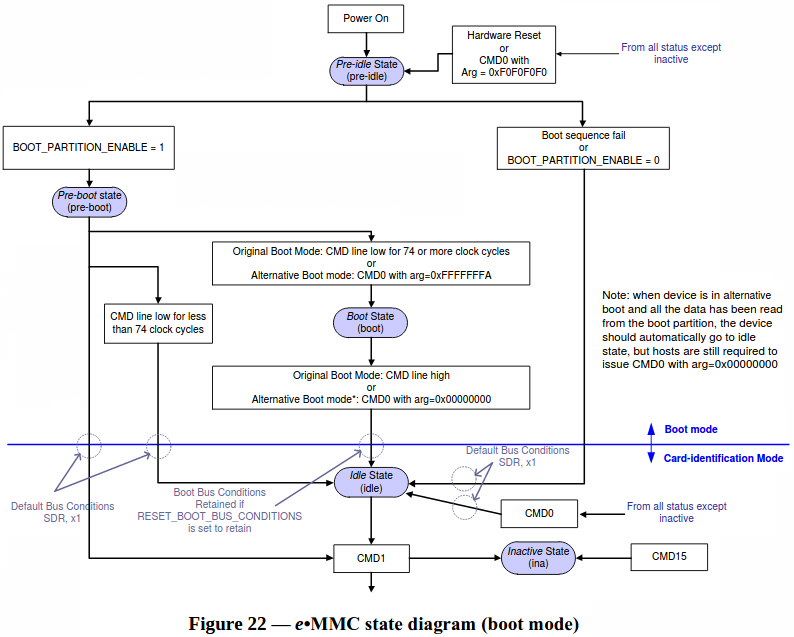 Power On
Hardware Reset
or
CMD0 with
Arg = 0xF0F0F0F0
From all status except
inactive
Pre-idle State
(pre-idle)
BOOT_PARTITION_ENABLE = 1
Boot sequence fail
or
BOOT_PARTITION_ENABLE = 0
Pre-boot state
(pre-boot)
Original Boot Mode: CMD line low for 74 or more clock cycles
or
Alternative Boot mode: CMD0 with arg=0xFFFFFFFA
CMD line low for less
than 74 clock cycles
Boot State
(boot)
Note: when device is in alternative
boot and all the data has been read
from the boot partition, the device
should automatically go to idle
state, but hosts are still required to
issue CMD0 with arg=0x00000000
Original Boot Mode: CMD line high
or
Alternative Boot mode*: CMD0 with arg=0x00000000
Boot mode
Card-identification Mode
Default Bus Conditions
SDR, x1
Idle State
(idle)
Default Bus Conditions
SDR, x1
Boot Bus Conditions
Retained if
RESET_BOOT_BUS_CONDITIONS
is set to retain
CMD0
From all status except
inactive
CMD1
Inactive State
(ina)
CMD15
Figure 22 — e•MMC state diagram (boot mode)